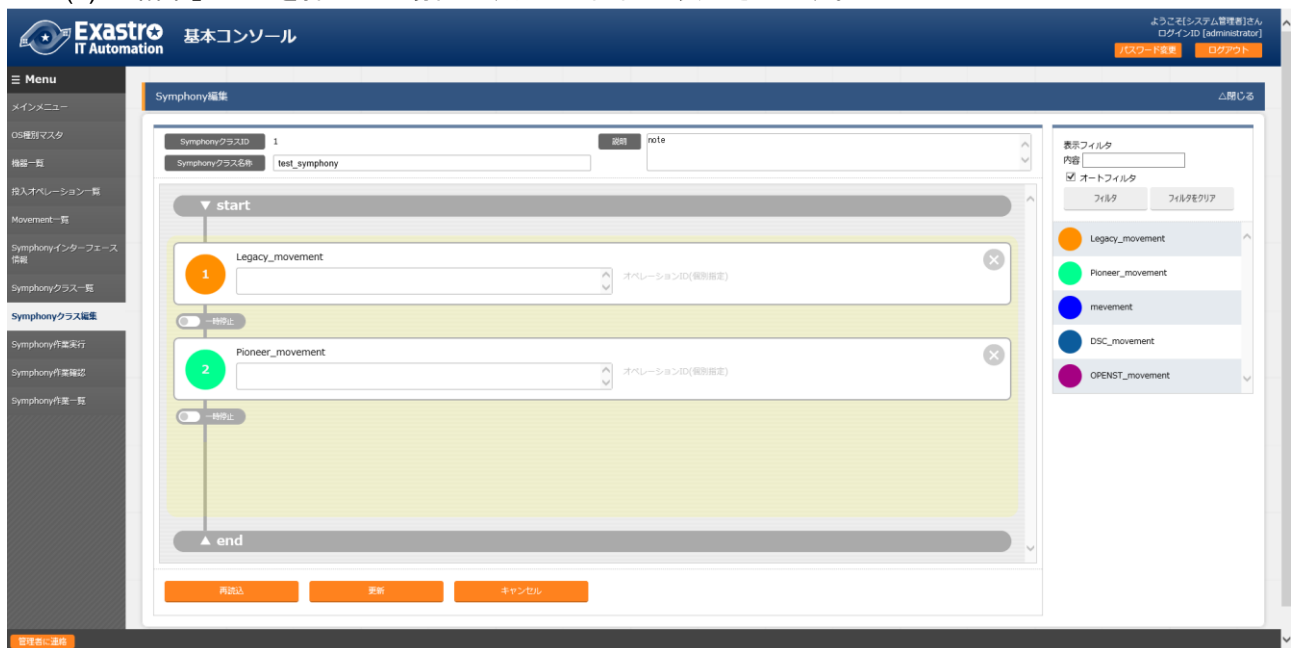 Exastro
IT Automation
基本コンソール
ようこそ[システム管理者]さん
ログインID [administrator]
パスワード変更
ログアウト
Menu
メインメニュー
OS種別マスタ
機器一覧
投入オペレーション一覧
Movement一覧
Symphonyインターフェース
情報
Symphonyクラス一覧
Symphonyクラス編集
Symphony作業実行
Symphony作業確認
Symphony作業一覧
Symphony編集
△閉じる
SymphonyクラスID
1
説明
note
Symphonyクラス名称
test_symphony
▼ start
1
Legacy_movement
オペレーションID(個別指定)
一時停止
2
Pioneer_movement
オペレーションID(個別指定)
一時停止
▲ end
再読込
更新
キャンセル
表示フィルタ
内容
オートフィルタ
フィルタ
フィルタをクリア
Legacy_movement
Pioneer_movement
mevement
DSC_movement
OPENST_movement
管理者に連絡